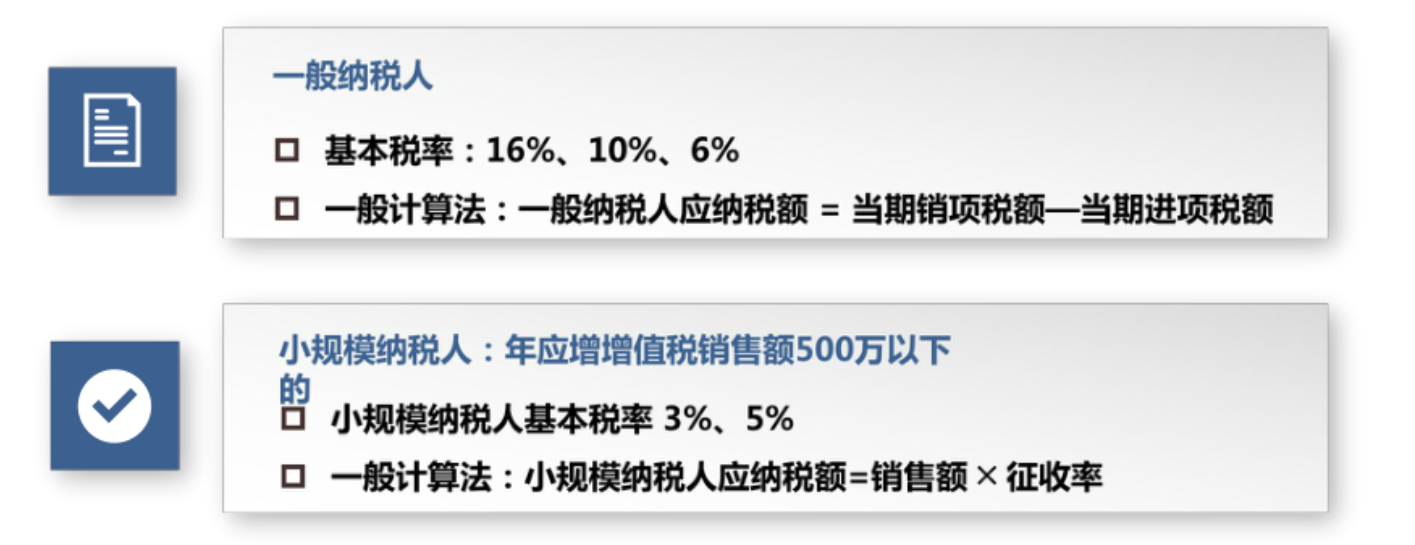 一般纳税人
基本税率：16%、10%、6%
一般计算法：一般纳税人应纳税额 = 当期销项税额—当期进项税额
小规模纳税人：年应增增值税销售额500万以下
的
小规模纳税人基本税率 3%、5%
一般计算法：小规模纳税人应纳税额=销售额×征收率